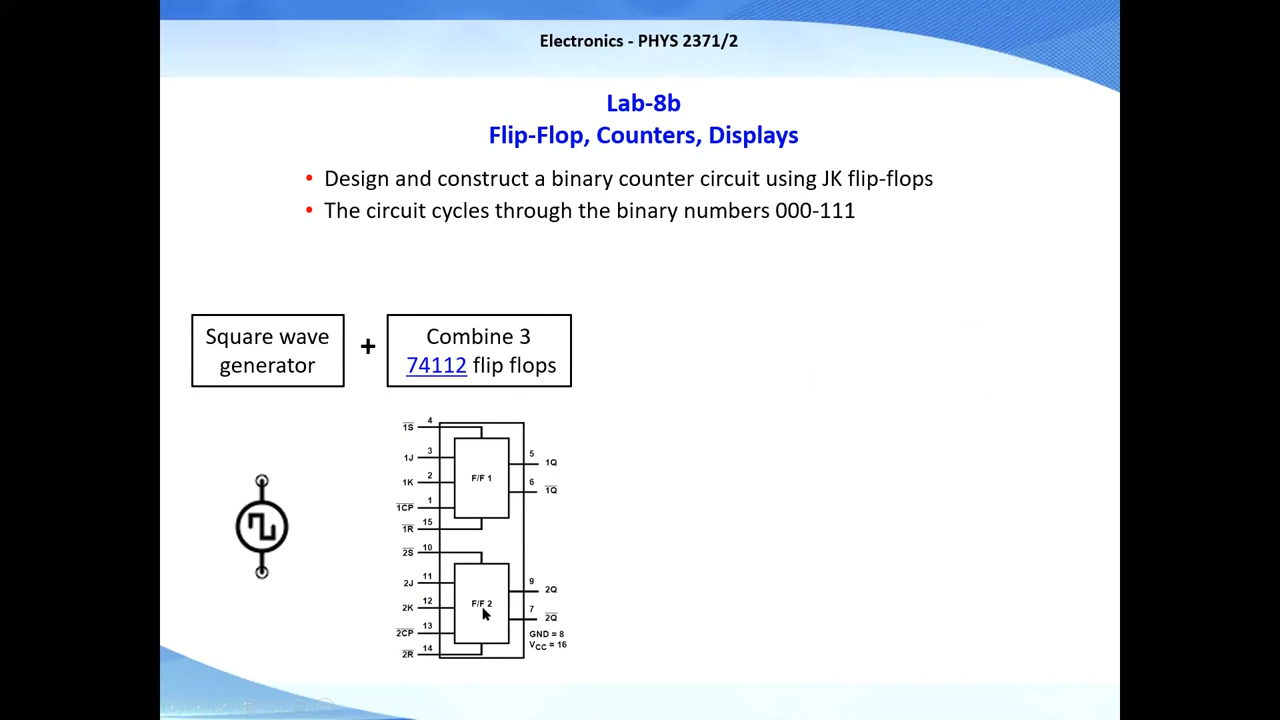 Electronics - PHYS 2371/2
Lab-8b
Flip-Flop, Counters, Displays
• Design and construct a binary counter circuit using JK flip-flops
• The circuit cycles through the binary numbers 000-111
Square wave
generator
+
Combine 3
74112 flip flops
1S̅ 4
1J 3
1K 2
1C̅P̅ 1
1R̅ 15
F/F 1
5 1Q
6 1Q̅
2S̅ 10
2J 11
2K 12
2C̅P̅ 13
2R̅ 14
F/F 2
9 2Q
7 2Q̅
GND = 8
VCC = 16